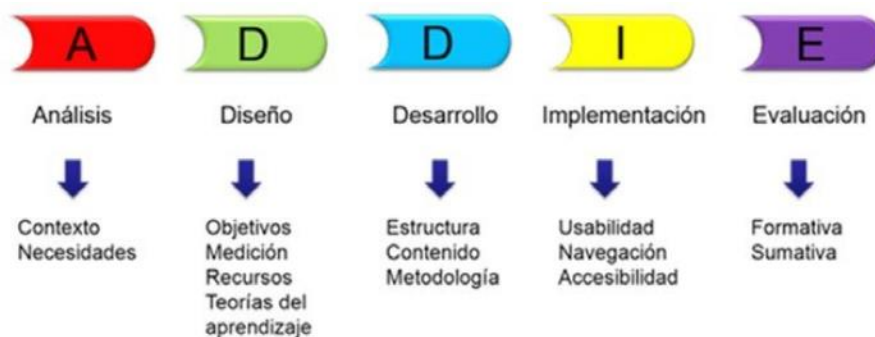 A D D I E
Análisis Diseño Desarrollo Implementación Evaluación
Contexto
Necesidades
Objetivos
Medición
Recursos
Teorías del
aprendizaje
Estructura
Contenido
Metodología
Usabilidad
Navegación
Accesibilidad
Formativa
Sumativa